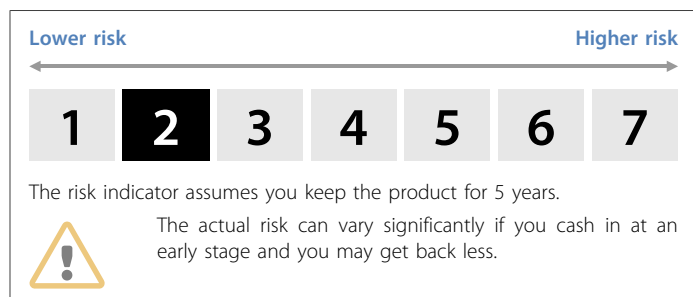 Lower risk Higher risk
1 2 3 4 5 6 7
The risk indicator assumes you keep the product for 5 years.
The actual risk can vary significantly if you cash in at an
early stage and you may get back less.